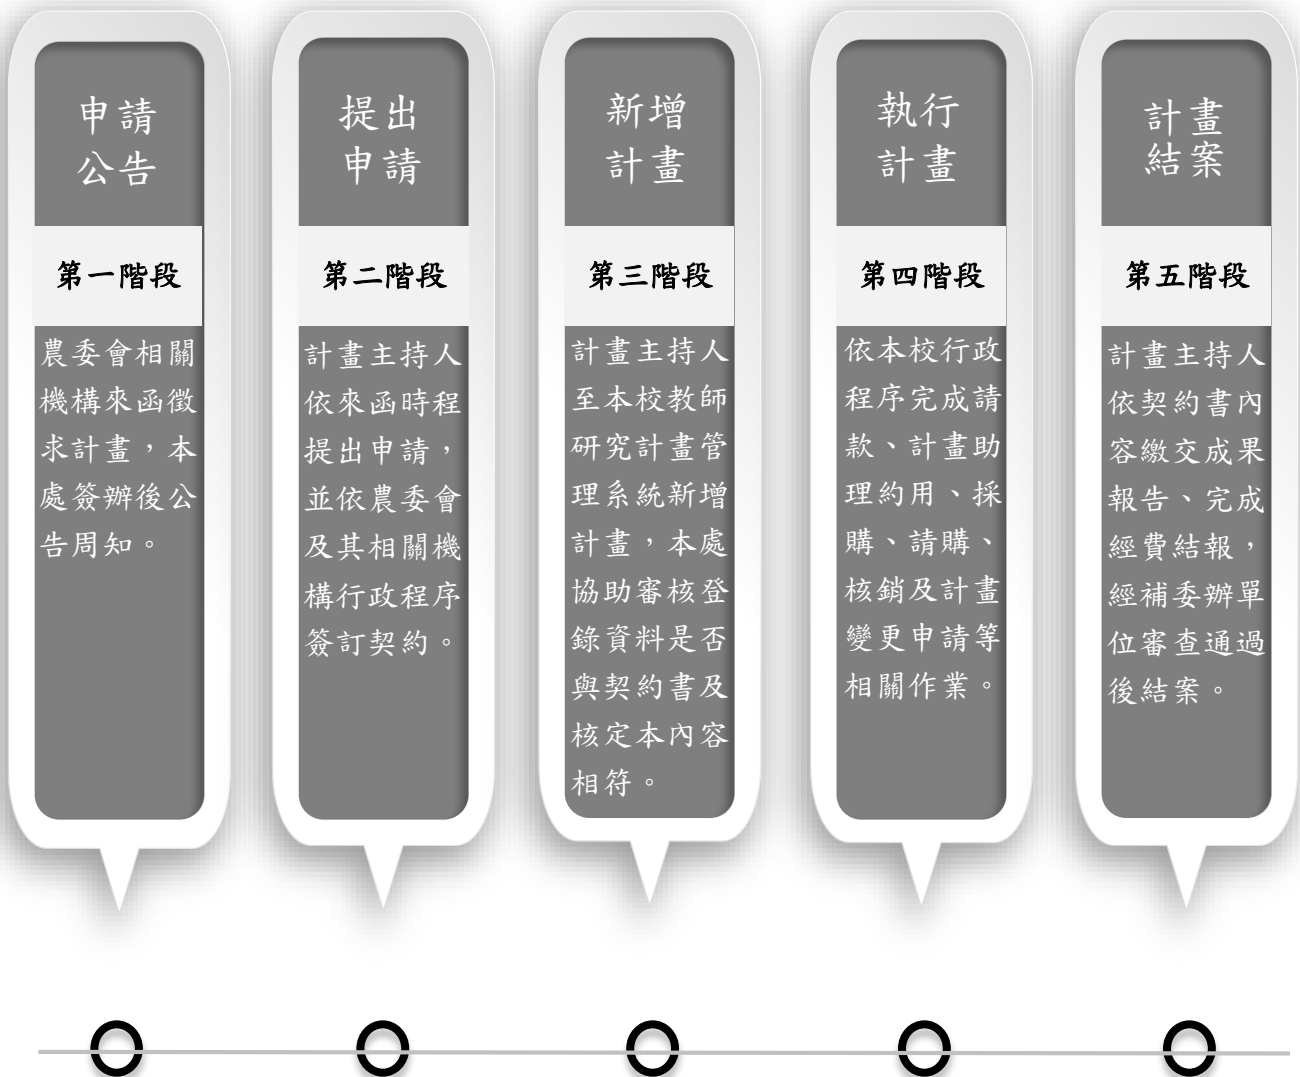 申請
公告
第一階段
農委會相關
機構來函徵
求計畫，本
處簽辦後公
告周知。
提出
申請
第二階段
計畫主持人
依來函時程
提出申請，
並依農委會
及其相關機
構行政程序
簽訂契約。
新增
計畫
第三階段
計畫主持人
至本校教師
研究計畫管
理系統新增
計畫，本處
協助審核登
錄資料是否
與契約書及
核定本內容
相符。
執行
計畫
第四階段
依本校行政
程序完成請
款、計畫助
理約用、採
購、請購、
核銷及計畫
變更申請等
相關作業。
計畫
結案
第五階段
計畫主持人
依契約書內
容繳交成果
報告、完成
經費結報，
經補委辦單
位審查通過
後結案。